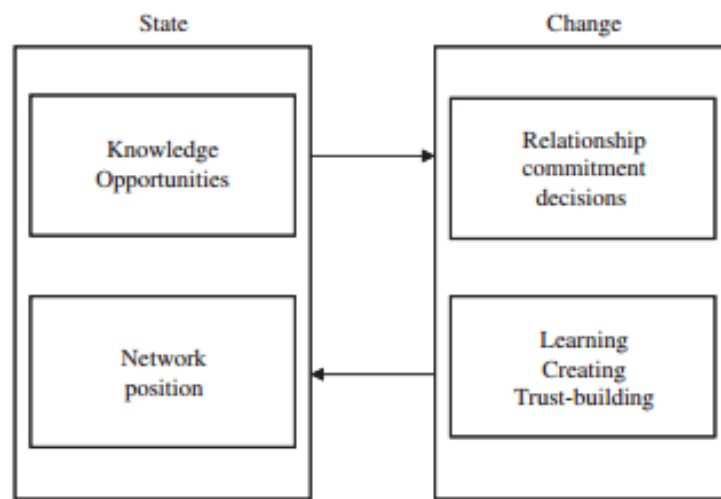 State
Change
Knowledge
Opportunities
Relationship
commitment
decisions
Network
position
Learning
Creating
Trust-building